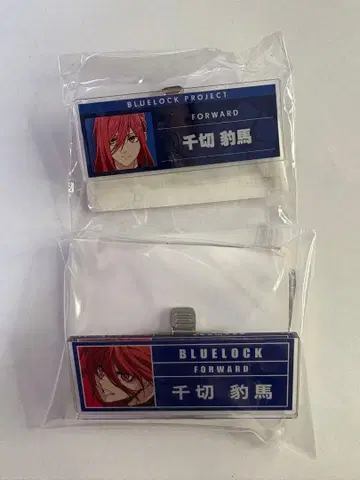 BLUELOCK PROJECT
FORWARD
千切 豹馬
BLUELOCK
FORWARD
千切 豹馬